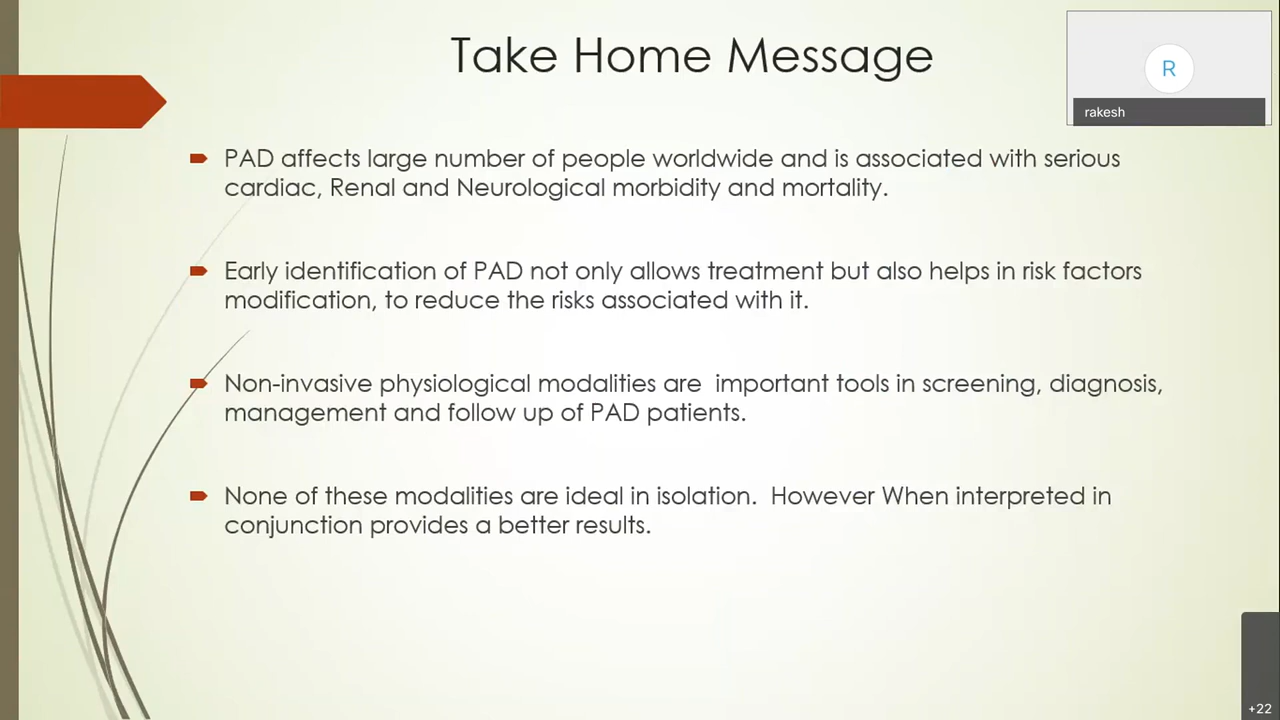 Take Home Message
R
rakesh
PAD affects large number of people worldwide and is associated with serious
cardiac, Renal and Neurological morbidity and mortality.
Early identification of PAD not only allows treatment but also helps in risk factors
modification, to reduce the risks associated with it.
Non-invasive physiological modalities are  important tools in screening, diagnosis,
management and follow up of PAD patients.
None of these modalities are ideal in isolation.  However When interpreted in
conjunction provides a better results.
+22